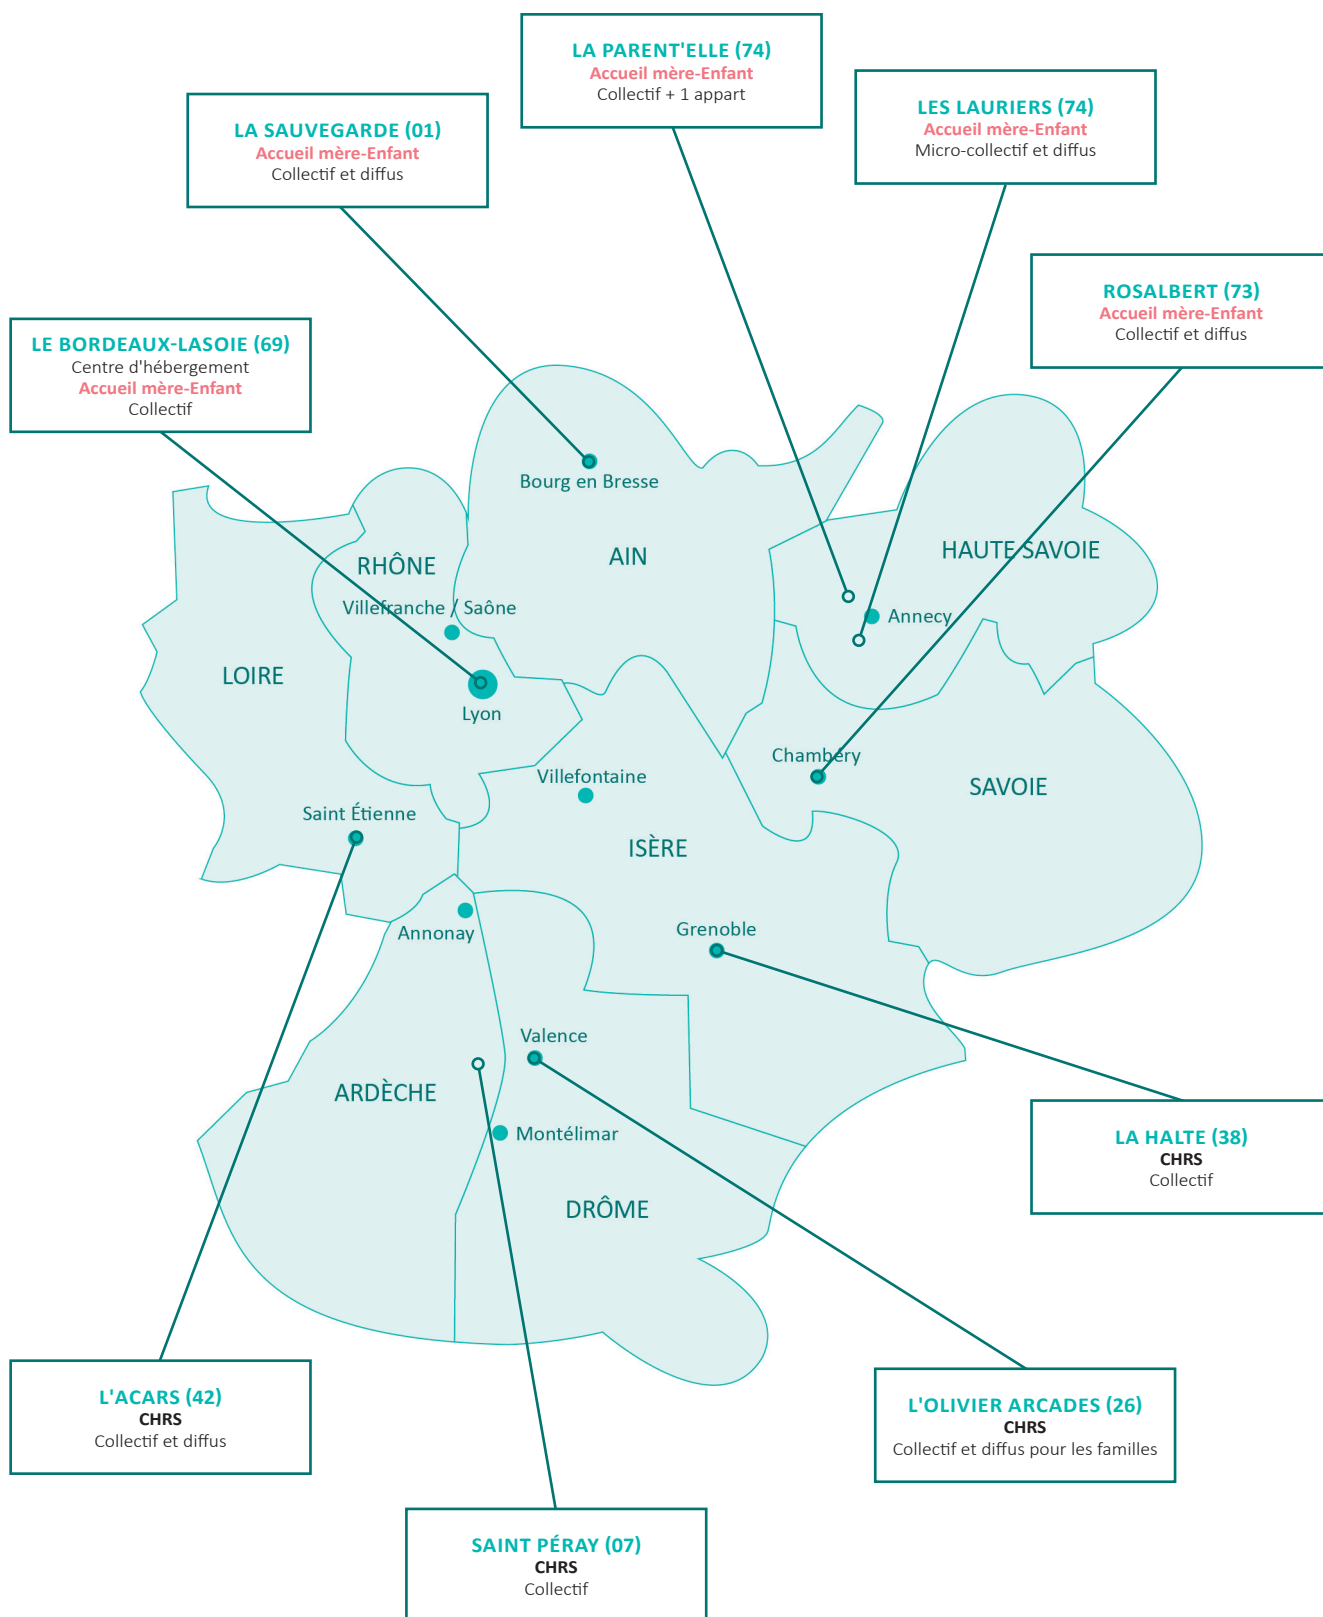 LA PARENT'ELLE (74)
Accueil mère-Enfant
Collectif + 1 appart
LES LAURIERS (74)
Accueil mère-Enfant
Micro-collectif et diffus
LA SAUVEGARDE (01)
Accueil mère-Enfant
Collectif et diffus
ROSALBERT (73)
Accueil mère-Enfant
Collectif et diffus
LE BORDEAUX-LASOIE (69)
Centre d'hébergement
Accueil mère-Enfant
Collectif
Bourg en Bresse
RHÔNE
AIN
HAUTE SAVOIE
Villefranche / Saône
Annecy
LOIRE
Lyon
Chambéry
Villefontaine
SAVOIE
Saint Étienne
ISÈRE
Annonay
Grenoble
Valence
ARDÈCHE
Montélimar
DRÔME
LA HALTE (38)
CHRS
Collectif
L'ACARS (42)
CHRS
Collectif et diffus
L'OLIVIER ARCADES (26)
CHRS
Collectif et diffus pour les familles
SAINT PÉRAY (07)
CHRS
Collectif